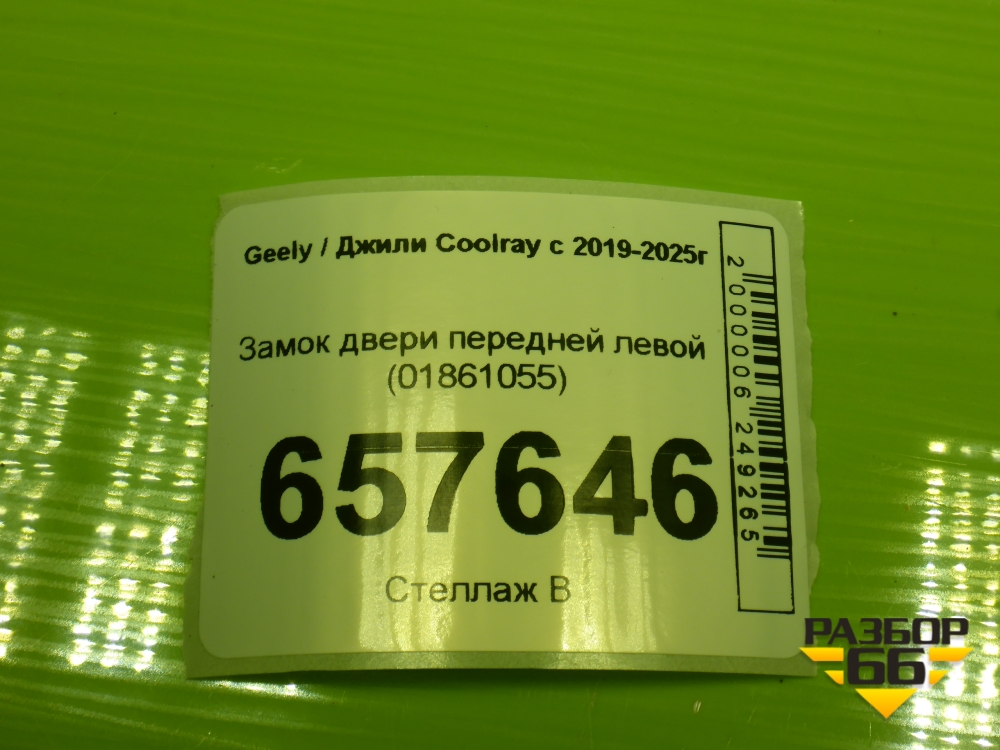 Geely / Джили Coolray с 2019-2025г
Замок двери передней левой
(01861055)
657646
Стеллаж В
2000006249265
РАЗБОР
66